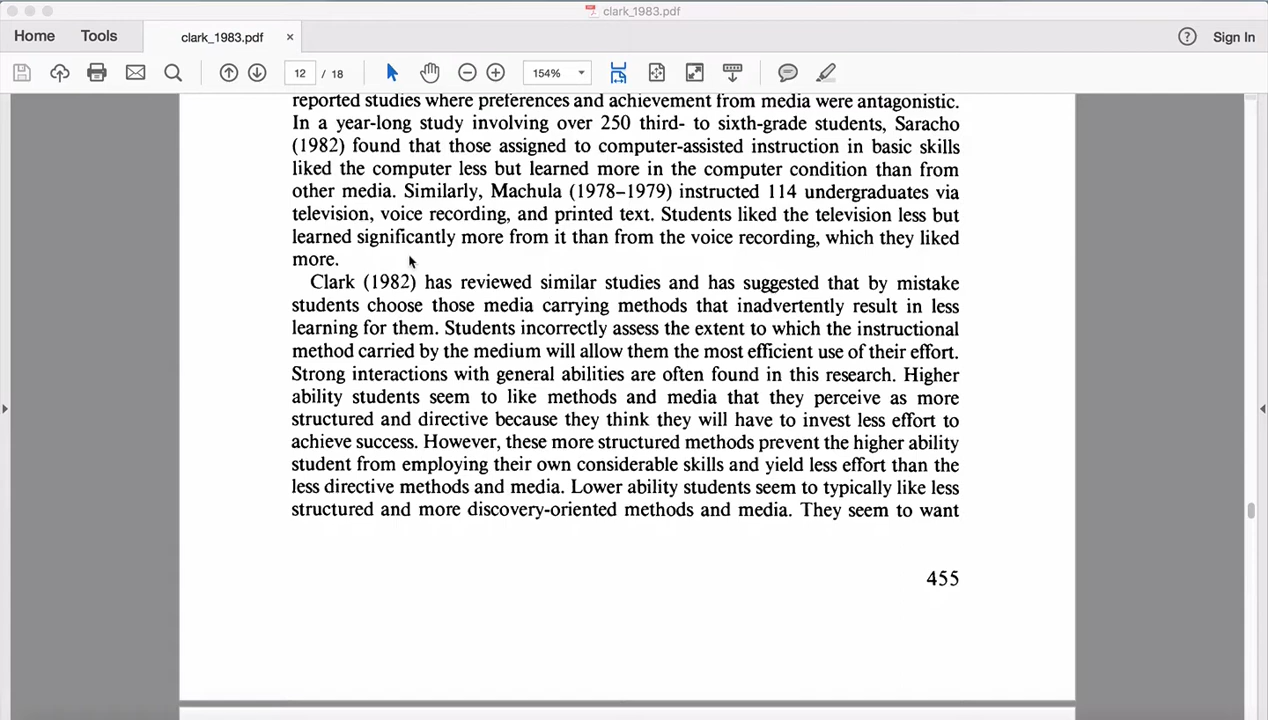 clark_1983.pdf
Home Tools clark_1983.pdf × ? Sign In
12 / 18 154%
reported studies where preferences and achievement from media were antagonistic.
In a year-long study involving over 250 third- to sixth-grade students, Saracho
(1982) found that those assigned to computer-assisted instruction in basic skills
liked the computer less but learned more in the computer condition than from
other media. Similarly, Machula (1978–1979) instructed 114 undergraduates via
television, voice recording, and printed text. Students liked the television less but
learned significantly more from it than from the voice recording, which they liked
more.
Clark (1982) has reviewed similar studies and has suggested that by mistake
students choose those media carrying methods that inadvertently result in less
learning for them. Students incorrectly assess the extent to which the instructional
method carried by the medium will allow them the most efficient use of their effort.
Strong interactions with general abilities are often found in this research. Higher
ability students seem to like methods and media that they perceive as more
structured and directive because they think they will have to invest less effort to
achieve success. However, these more structured methods prevent the higher ability
student from employing their own considerable skills and yield less effort than the
less directive methods and media. Lower ability students seem to typically like less
structured and more discovery-oriented methods and media. They seem to want
455